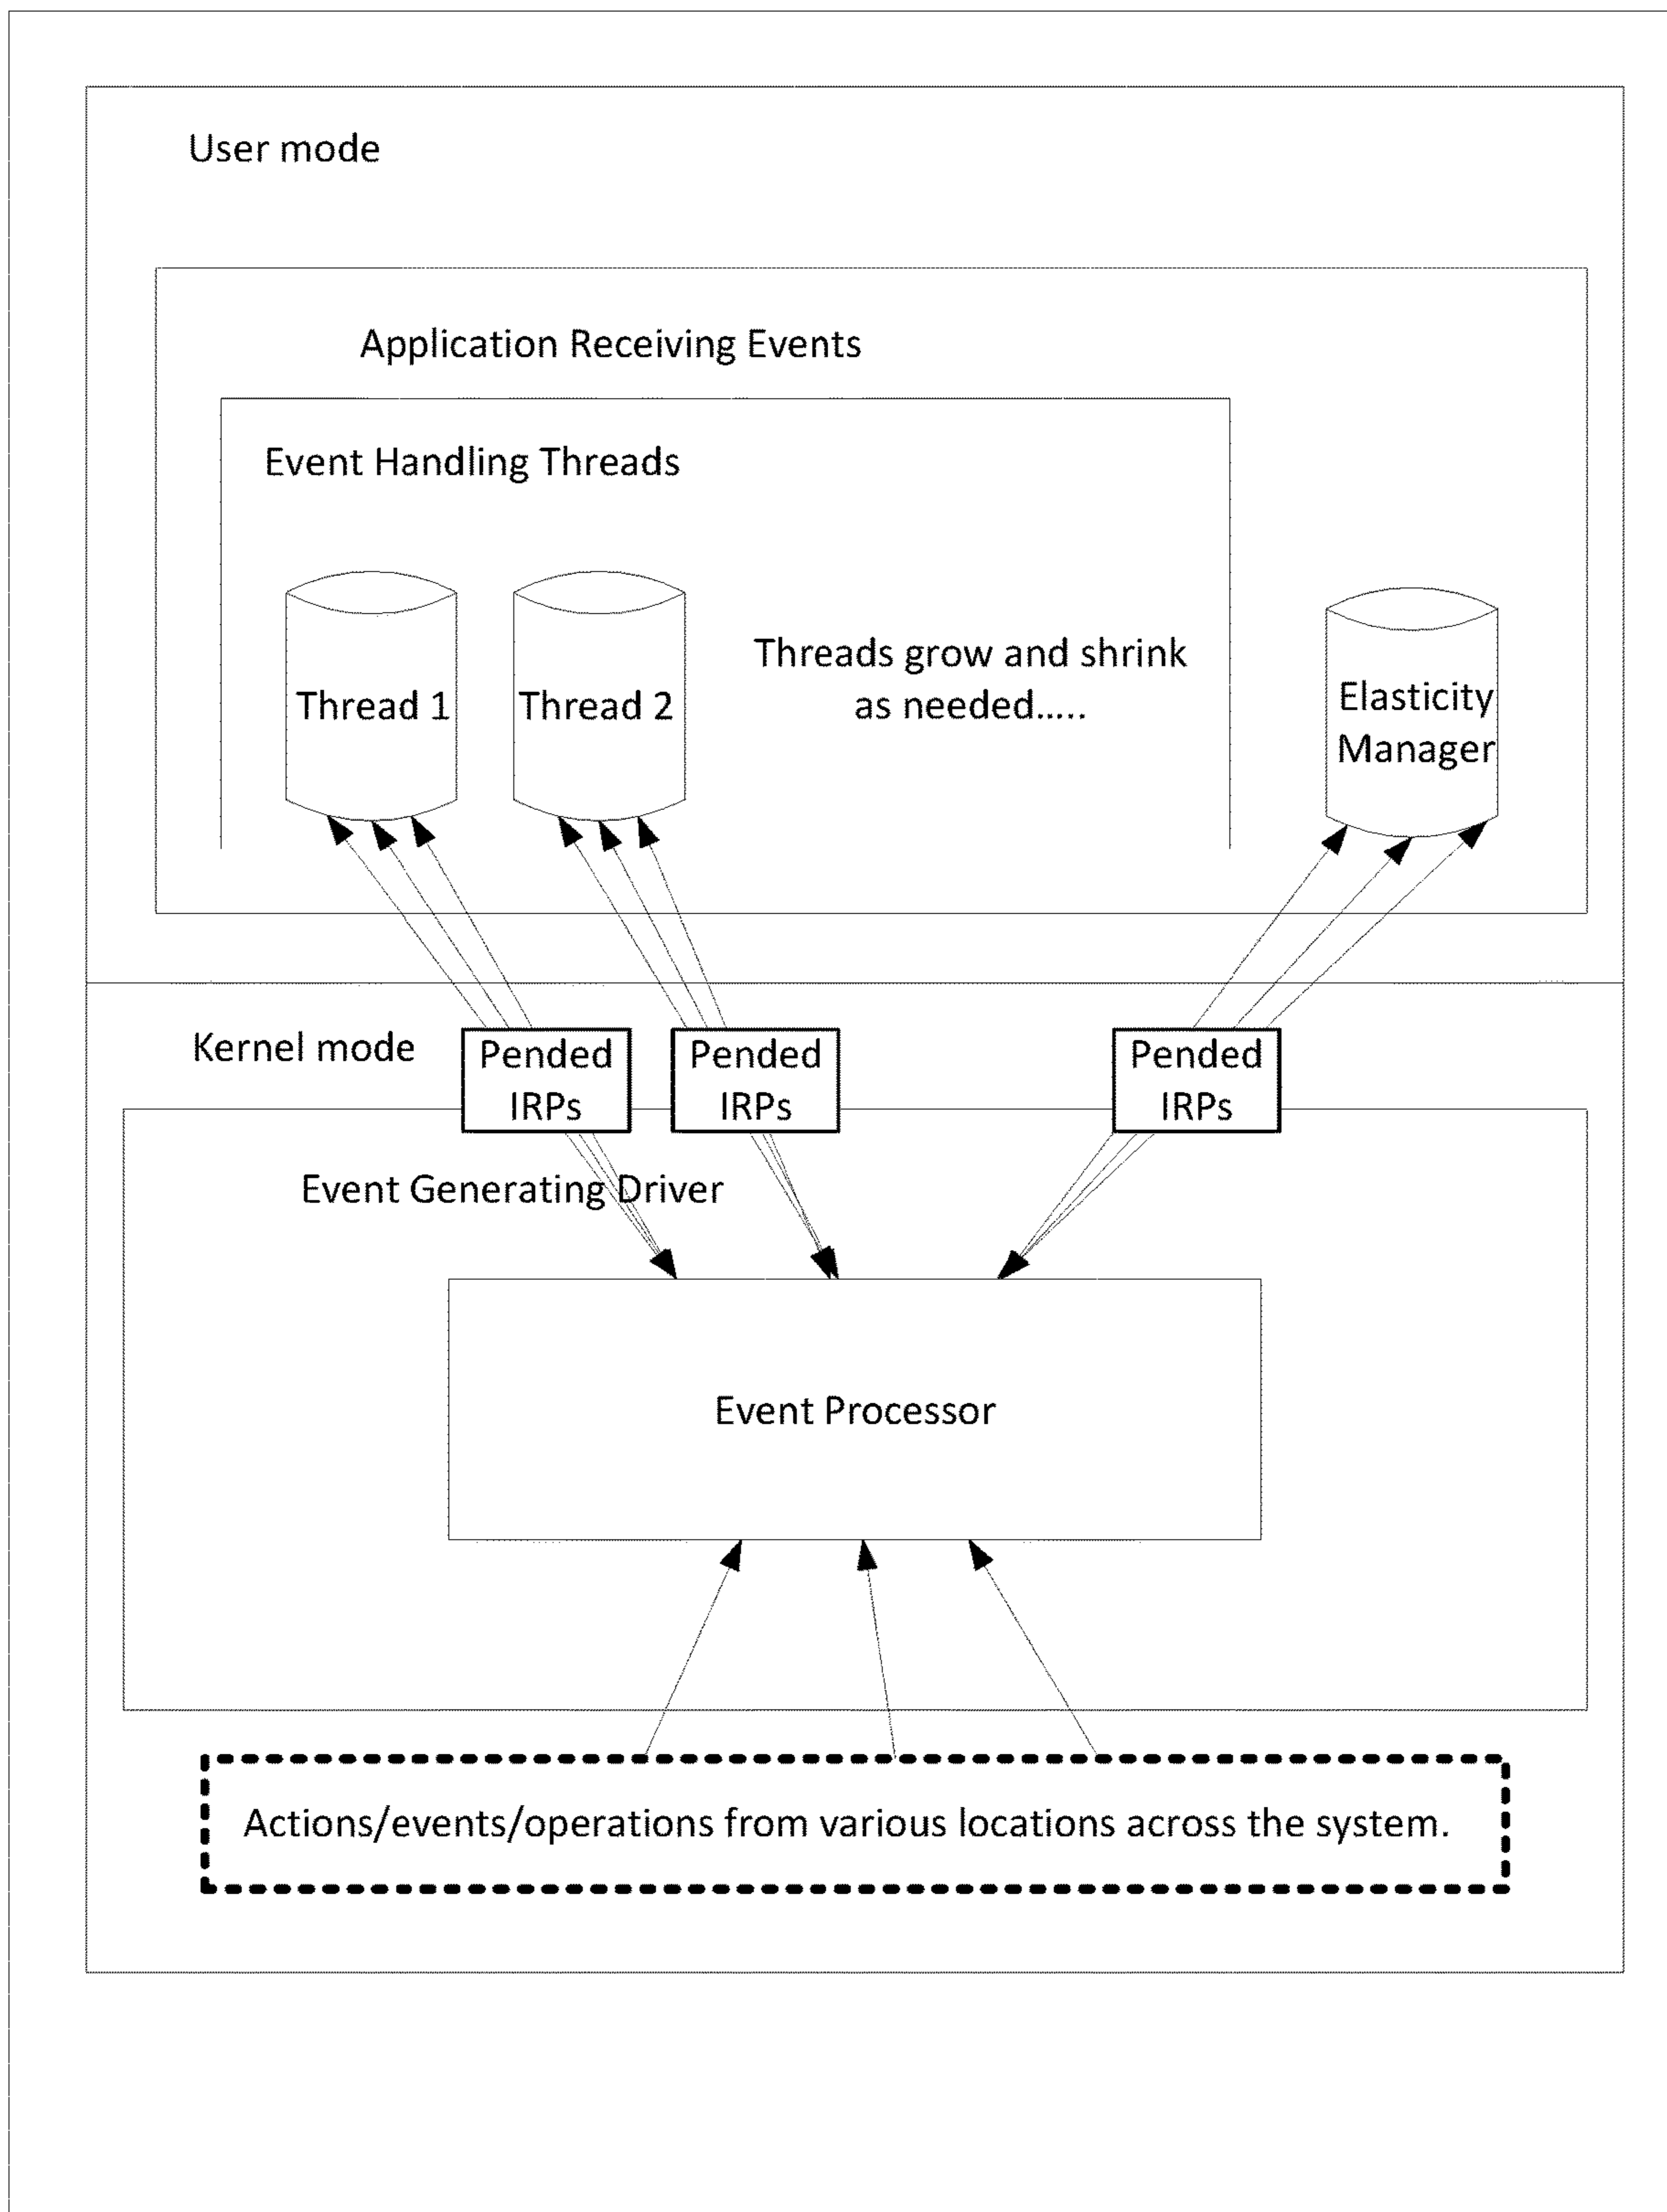 User mode
Application Receiving Events
Event Handling Threads
Thread 1
Thread 2
Threads grow and shrink
as needed.....
Elasticity
Manager
Kernel mode
Pended
IRPs
Pended
IRPs
Pended
IRPs
Event Generating Driver
Event Processor
Actions/events/operations from various locations across the system.